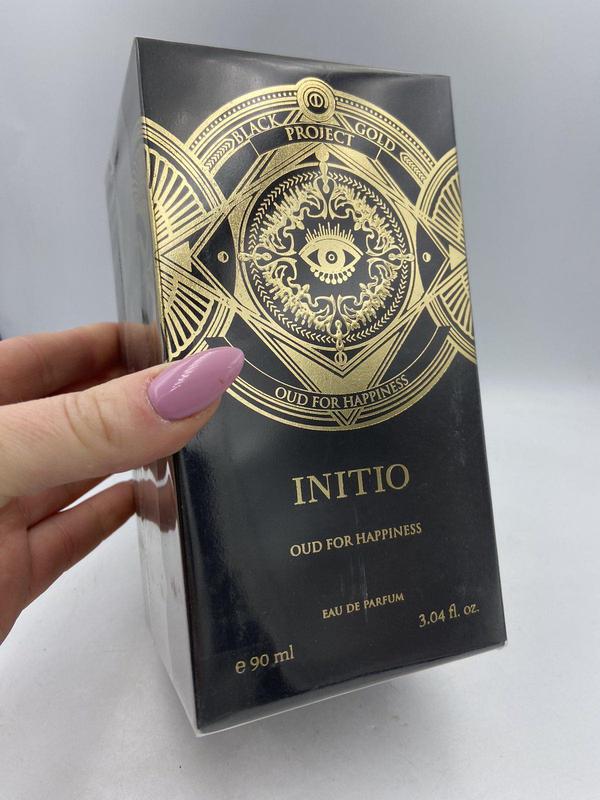 BLACK PROJECT GOLD
OUD FOR HAPPINESS
INITIO
OUD FOR HAPPINESS
EAU DE PARFUM
℮ 90 ml 3.04 fl. oz.